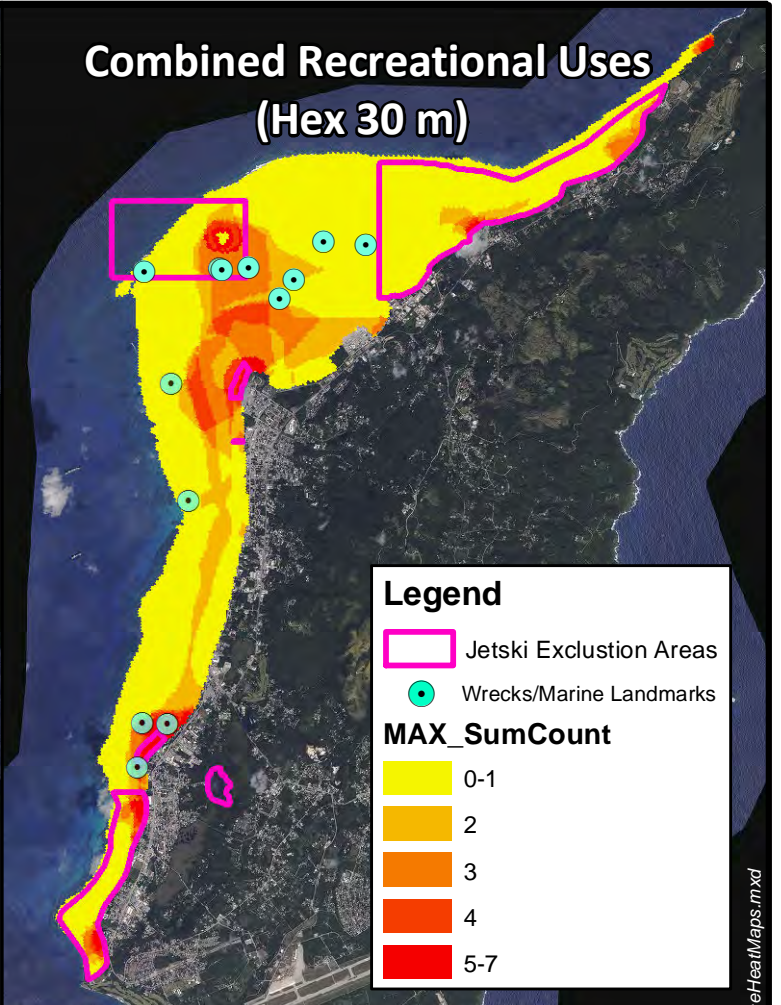 Combined Recreational Uses
(Hex 30 m)
Legend
Jetski Exclustion Areas
Wrecks/Marine Landmarks
MAX_SumCount
0-1
2
3
4
5-7
eHeatMaps.mxd